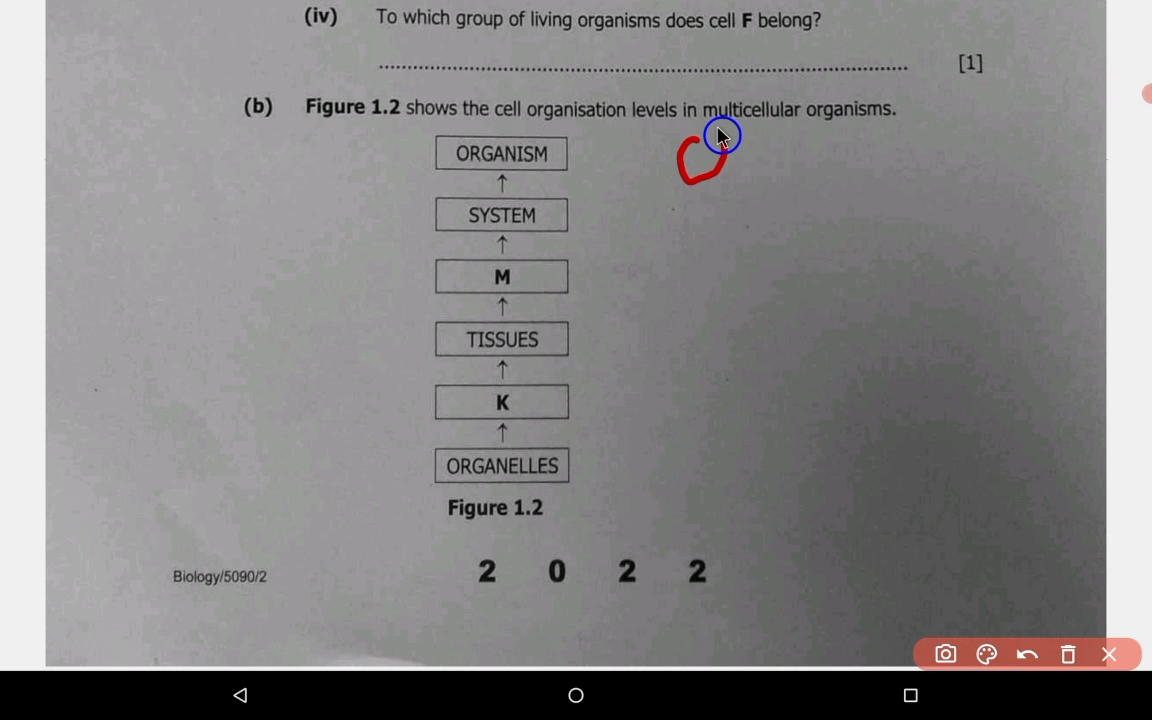 (iv) To which group of living organisms does cell F belong?
........................................................................................ [1]
(b) Figure 1.2 shows the cell organisation levels in multicellular organisms.
ORGANISM
↑
SYSTEM
↑
M
↑
TISSUES
↑
K
↑
ORGANELLES
Figure 1.2
Biology/5090/2 2 0 2 2